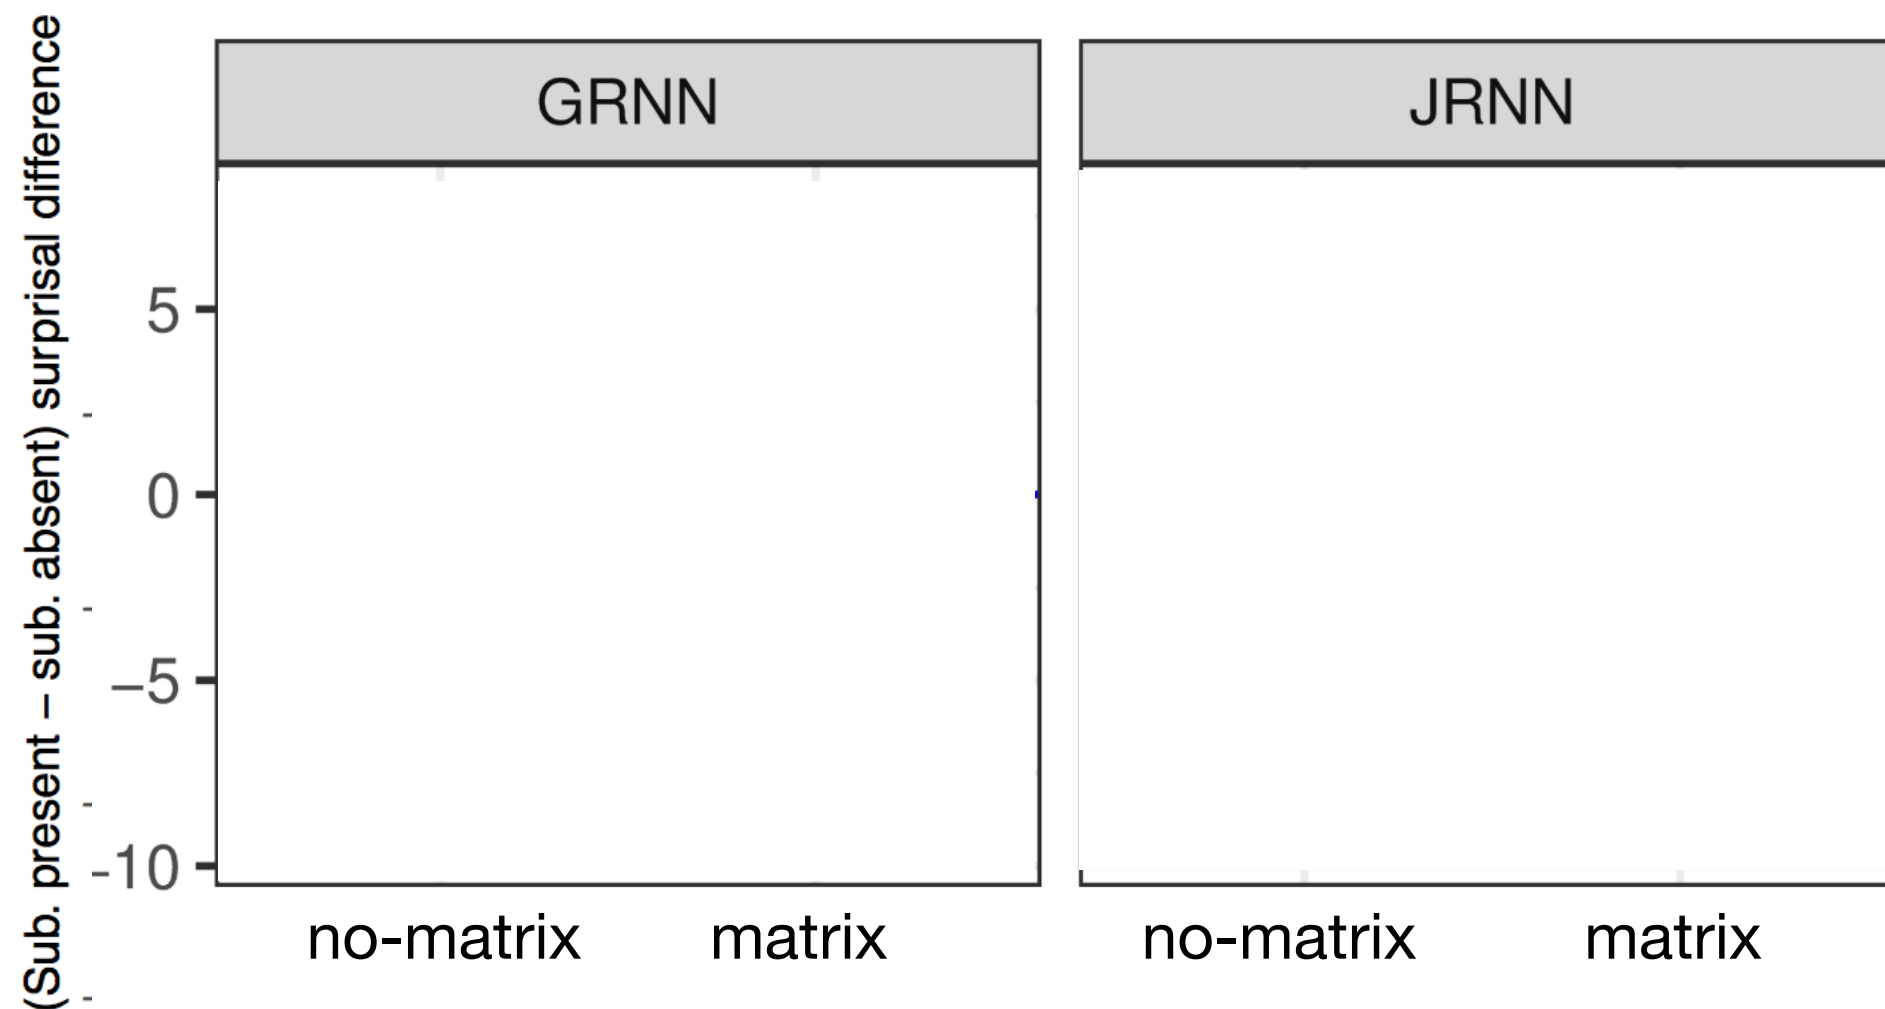 (Sub. present – sub. absent) surprisal difference
GRNN
JRNN
5
0
–5
-10
no-matrix
matrix
no-matrix
matrix